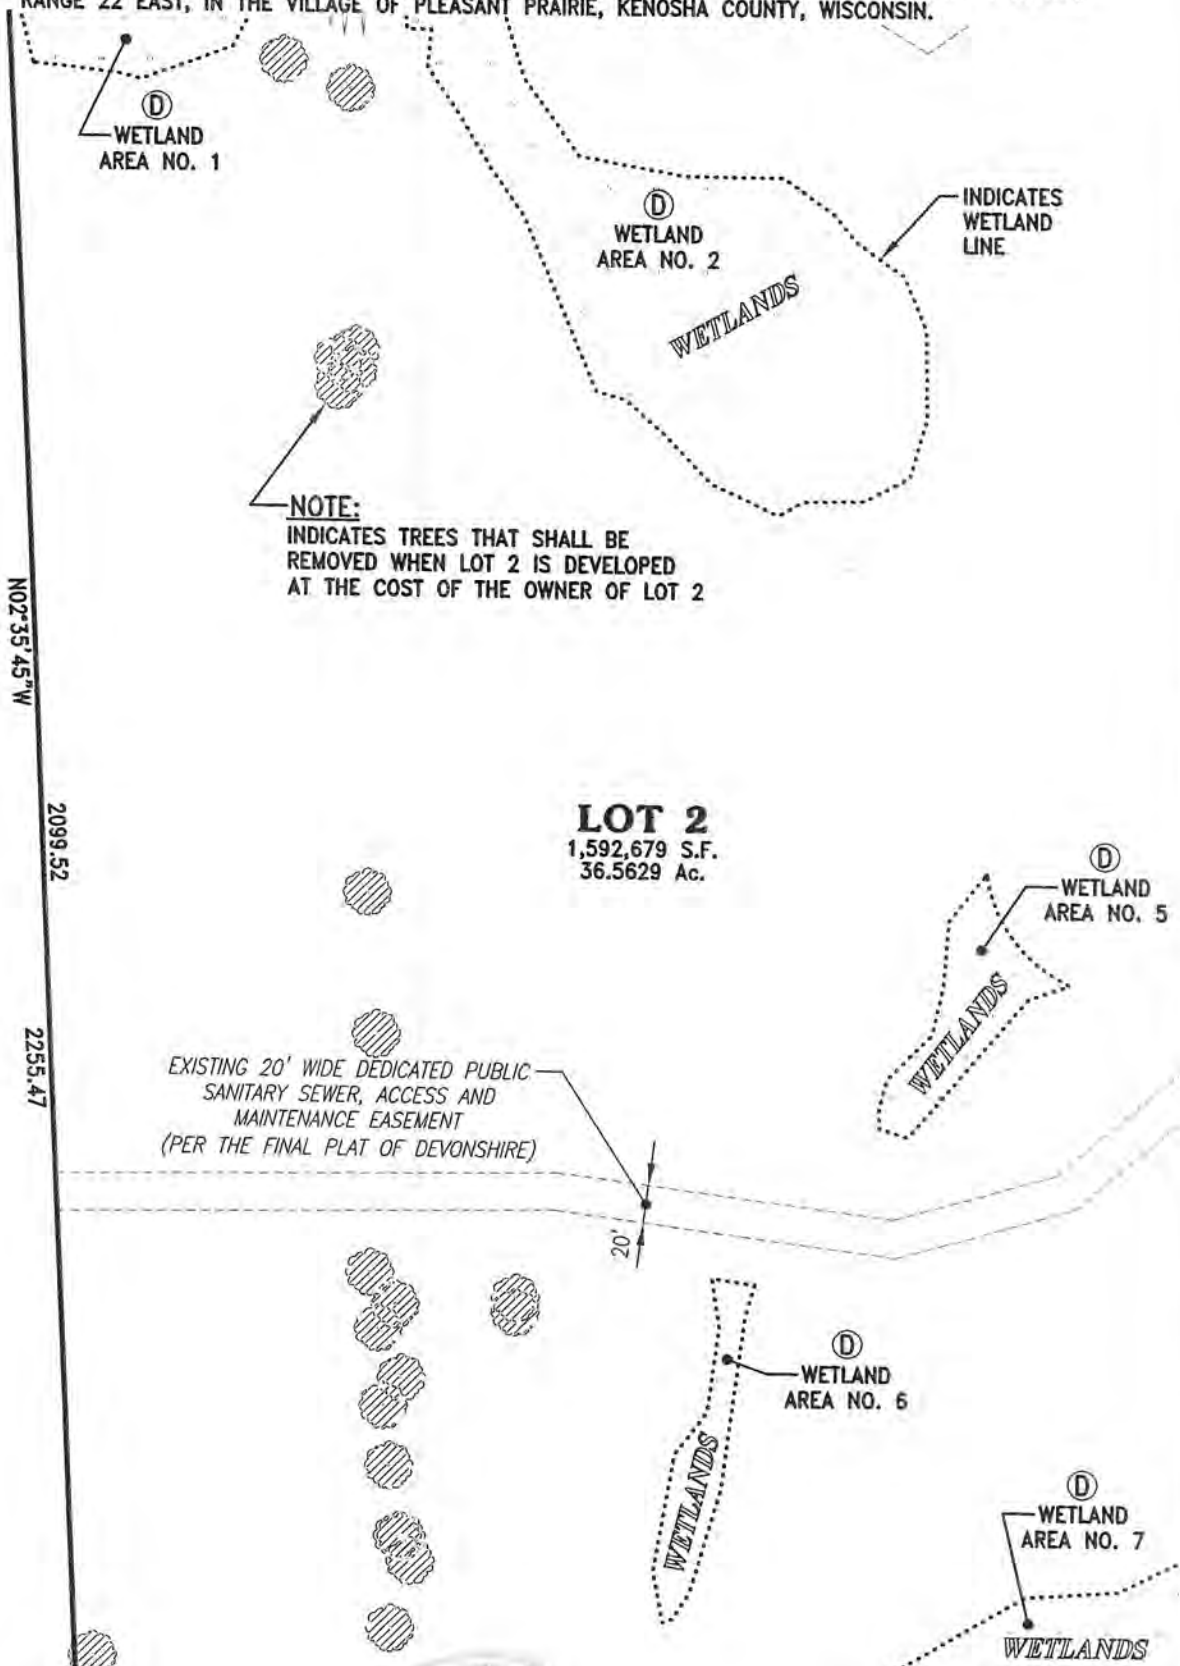 RANGE 22 EAST, IN THE VILLAGE OF PLEASANT PRAIRIE, KENOSHA COUNTY, WISCONSIN.
D
WETLAND
AREA NO. 1
D
WETLAND
AREA NO. 2
WETLANDS
INDICATES
WETLAND
LINE
NOTE:
INDICATES TREES THAT SHALL BE
REMOVED WHEN LOT 2 IS DEVELOPED
AT THE COST OF THE OWNER OF LOT 2
N02°35'45"W
2099.52
2255.47
LOT 2
1,592,679 S.F.
36.5629 Ac.
D
WETLAND
AREA NO. 5
WETLANDS
EXISTING 20' WIDE DEDICATED PUBLIC
SANITARY SEWER, ACCESS AND
MAINTENANCE EASEMENT
(PER THE FINAL PLAT OF DEVONSHIRE)
20'
D
WETLAND
AREA NO. 6
WETLANDS
D
WETLAND
AREA NO. 7
WETLANDS